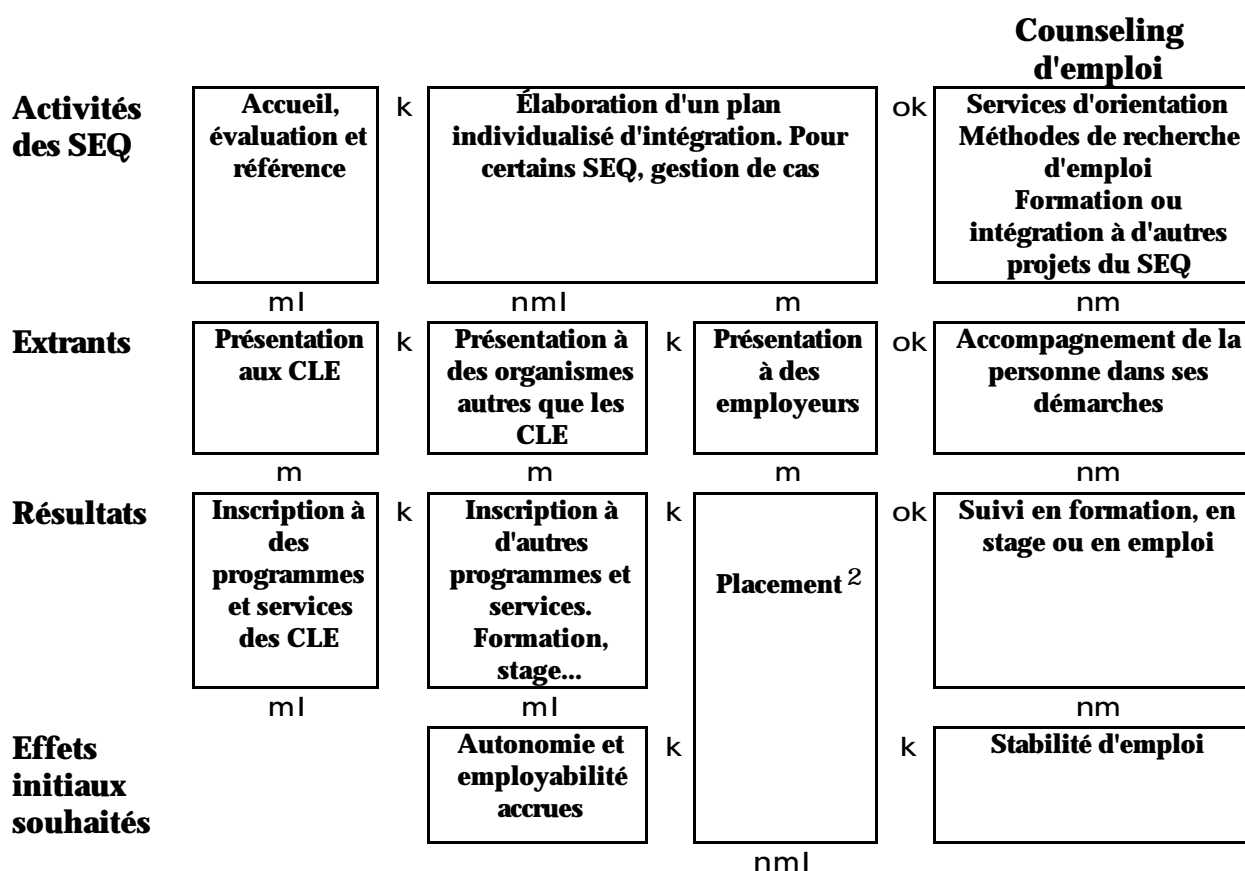 Counseling
d'emploi
Activités
des SEQ
Accueil,
évaluation et
référence
k
Élaboration d'un plan
individualisé d'intégration. Pour
certains SEQ, gestion de cas
ok
Services d'orientation
Méthodes de recherche
d'emploi
Formation ou
intégration à d'autres
projets du SEQ
ml
nml
m
nm
Extrants
Présentation
aux CLE
k
Présentation à
des organismes
autres que les
CLE
k
Présentation
à des
employeurs
ok
Accompagnement de la
personne dans ses
démarches
m
m
m
nm
Résultats
Inscription à
des
programmes
et services
des CLE
k
Inscription à
d'autres
programmes et
services.
Formation,
stage...
k
Placement 2
ok
Suivi en formation, en
stage ou en emploi
ml
ml
nm
Effets
initiaux
souhaités
Autonomie et
employabilité
accrues
k
k
Stabilité d'emploi
nml